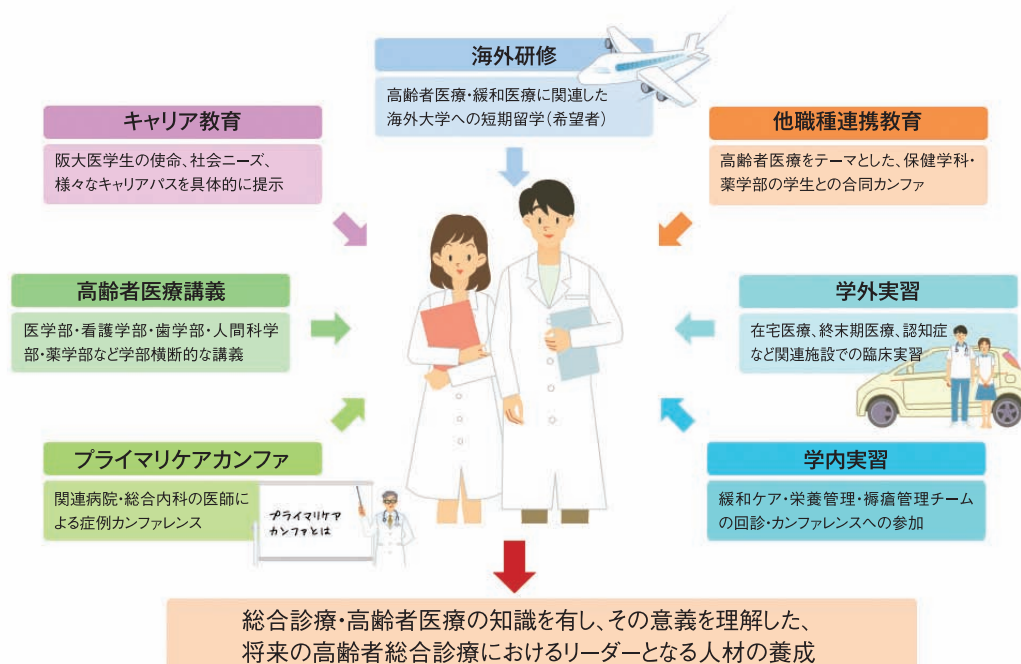 海外研修
高齢者医療・緩和医療に関連した
海外大学への短期留学(希望者)
キャリア教育
阪大医学生の使命、社会ニーズ、
様々なキャリアパスを具体的に提示
他職種連携教育
高齢者医療をテーマとした、保健学科・
薬学部の学生との合同カンファ
高齢者医療講義
医学部・看護学部・歯学部・人間科学
部・薬学部など学部横断的な講義
学外実習
在宅医療、終末期医療、認知症
など関連施設での臨床実習
プライマリケアカンファ
関連病院・総合内科の医師に
よる症例カンファレンス
プライマリケア
カンファとは
学内実習
緩和ケア・栄養管理・褥瘡管理チーム
の回診・カンファレンスへの参加
総合診療・高齢者医療の知識を有し、その意義を理解した、
将来の高齢者総合診療におけるリーダーとなる人材の養成